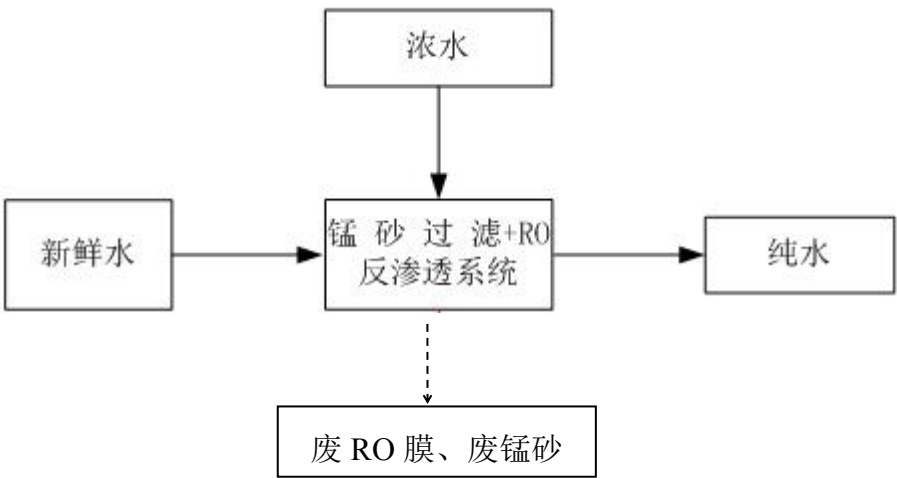 浓水
新鲜水
锰 砂 过 滤+RO
反渗透系统
纯水
废 RO 膜、废锰砂